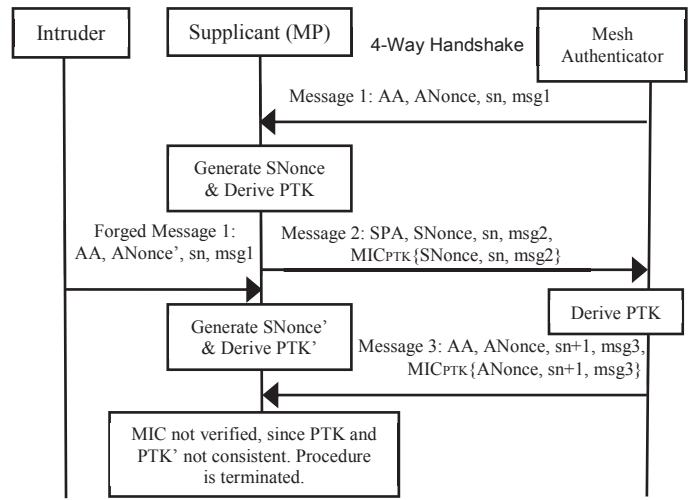 Intruder
Supplicant (MP)
4-Way Handshake
Mesh
Authenticator
Message 1: AA, ANonce, sn, msg1
Generate SNonce
& Derive PTK
Forged Message 1:
AA, ANonce’, sn, msg1
Message 2: SPA, SNonce, sn, msg2,
MICPTK{SNonce, sn, msg2}
Derive PTK
Generate SNonce’
& Derive PTK’
Message 3: AA, ANonce, sn+1, msg3,
MICPTK{ANonce, sn+1, msg3}
MIC not verified, since PTK and
PTK’ not consistent. Procedure
is terminated.